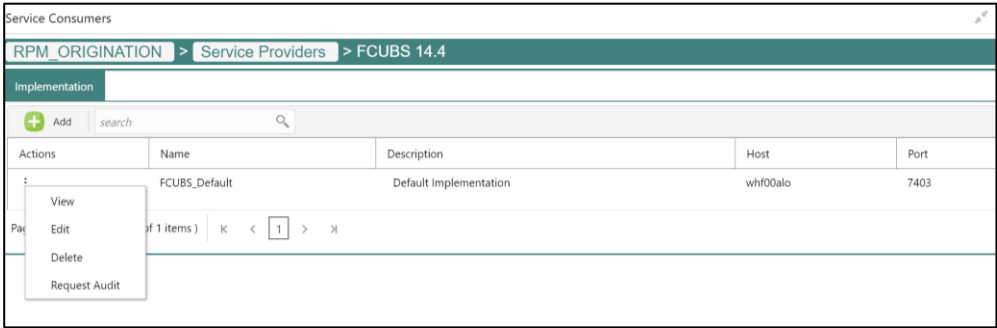 Service Consumers
RPM_ORIGINATION > Service Providers > FCUBS 14.4
Implementation
Add search
Actions Name Description Host Port
FCUBS_Default Default Implementation whf00alo 7403
View
Edit
Delete
Request Audit
of 1 items ) 1